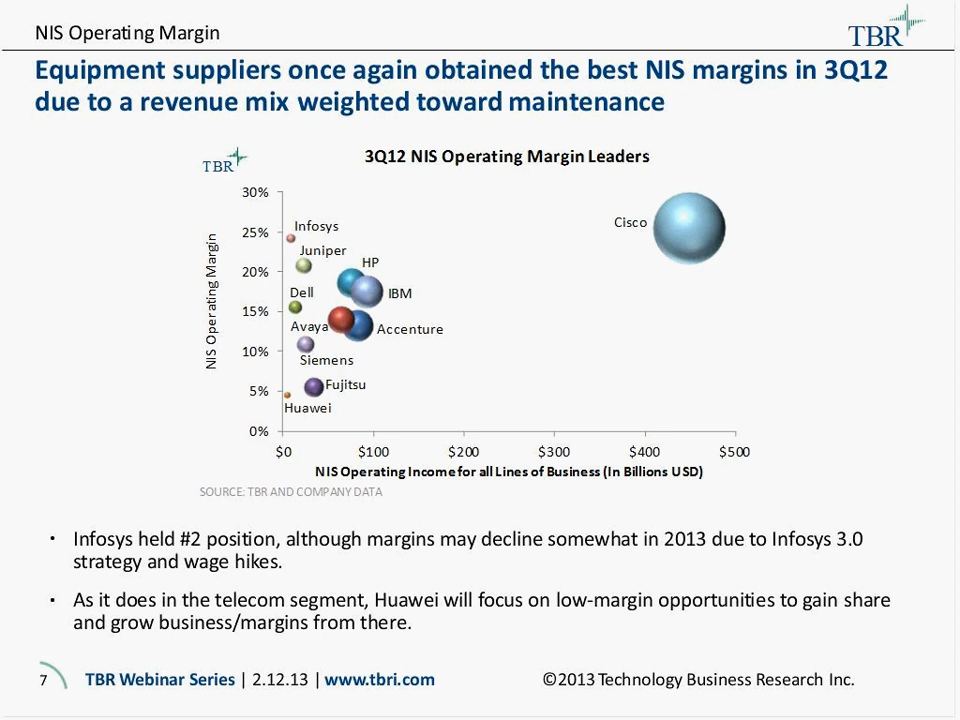 NIS Operating Margin
TBR
Equipment suppliers once again obtained the best NIS margins in 3Q12
due to a revenue mix weighted toward maintenance
TBR
3Q12 NIS Operating Margin Leaders
NIS Operating Margin
30%
25%
20%
15%
10%
5%
0%
Infosys
Juniper
HP
Cisco
Dell
IBM
Avaya
Accenture
Siemens
Fujitsu
Huawei
$0 $100 $200 $300 $400 $500
NIS Operating Income for all Lines of Business (In Billions USD)
SOURCE: TBR AND COMPANY DATA
• Infosys held #2 position, although margins may decline somewhat in 2013 due to Infosys 3.0
strategy and wage hikes.
• As it does in the telecom segment, Huawei will focus on low-margin opportunities to gain share
and grow business/margins from there.
7 TBR Webinar Series | 2.12.13 | www.tbri.com ©2013 Technology Business Research Inc.